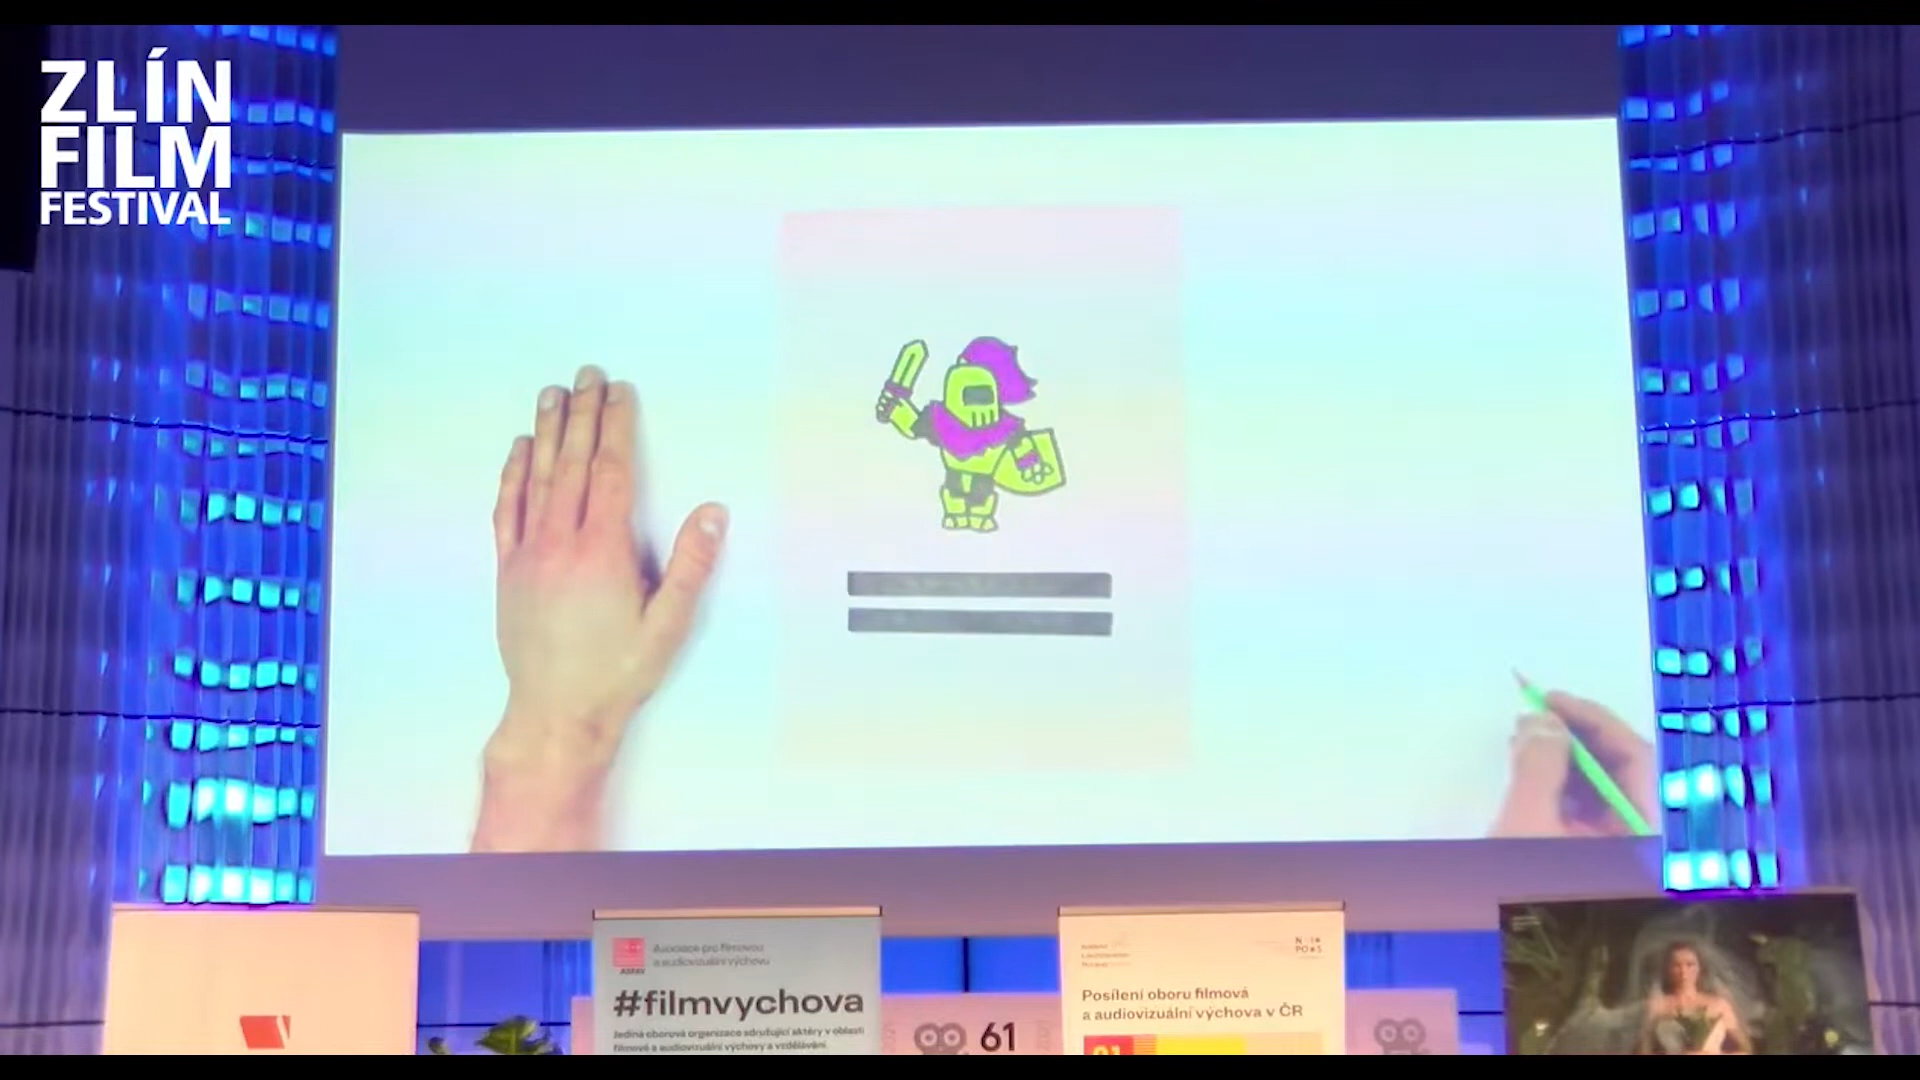 ZLÍN
FILM
FESTIVAL
Asociace pro filmovou
a audiovizuální výchovu
#filmvychova
Jediná oborová organizace sdružující aktéry v oblasti
filmové a audiovizuální výchovy a vzdělávání.
61
Posílení oboru filmová
a audiovizuální výchova v ČR
01